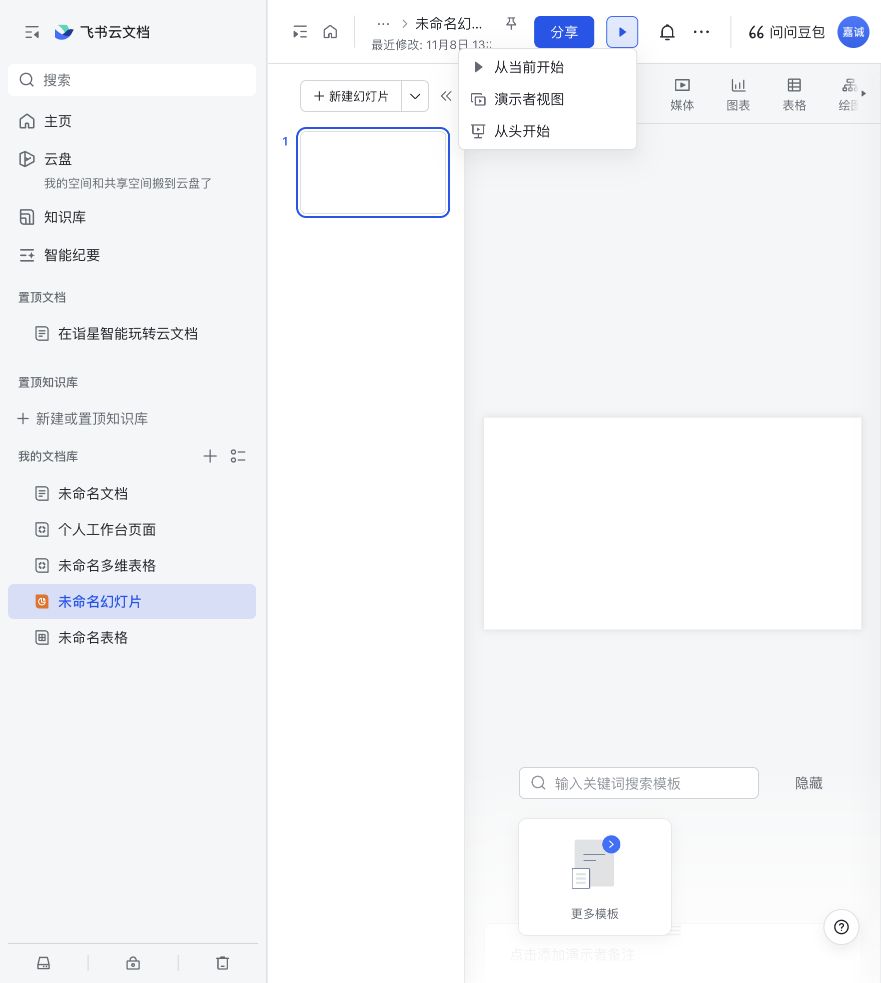 飞书云文档
搜索
主页
云盘
我的空间和共享空间搬到云盘了
知识库
智能纪要
置顶文档
在诣星智能玩转云文档
置顶知识库
新建或置顶知识库
我的文档库
未命名文档
个人工作台页面
未命名多维表格
未命名幻灯片
未命名表格
··· > 未命名幻...
最近修改: 11月8日 13::
分享
···
问问豆包
嘉诚
从当前开始
演示者视图
从头开始
新建幻灯片
媒体
图表
表格
1
输入关键词搜索模板
隐藏
更多模板
点击添加演示者备注